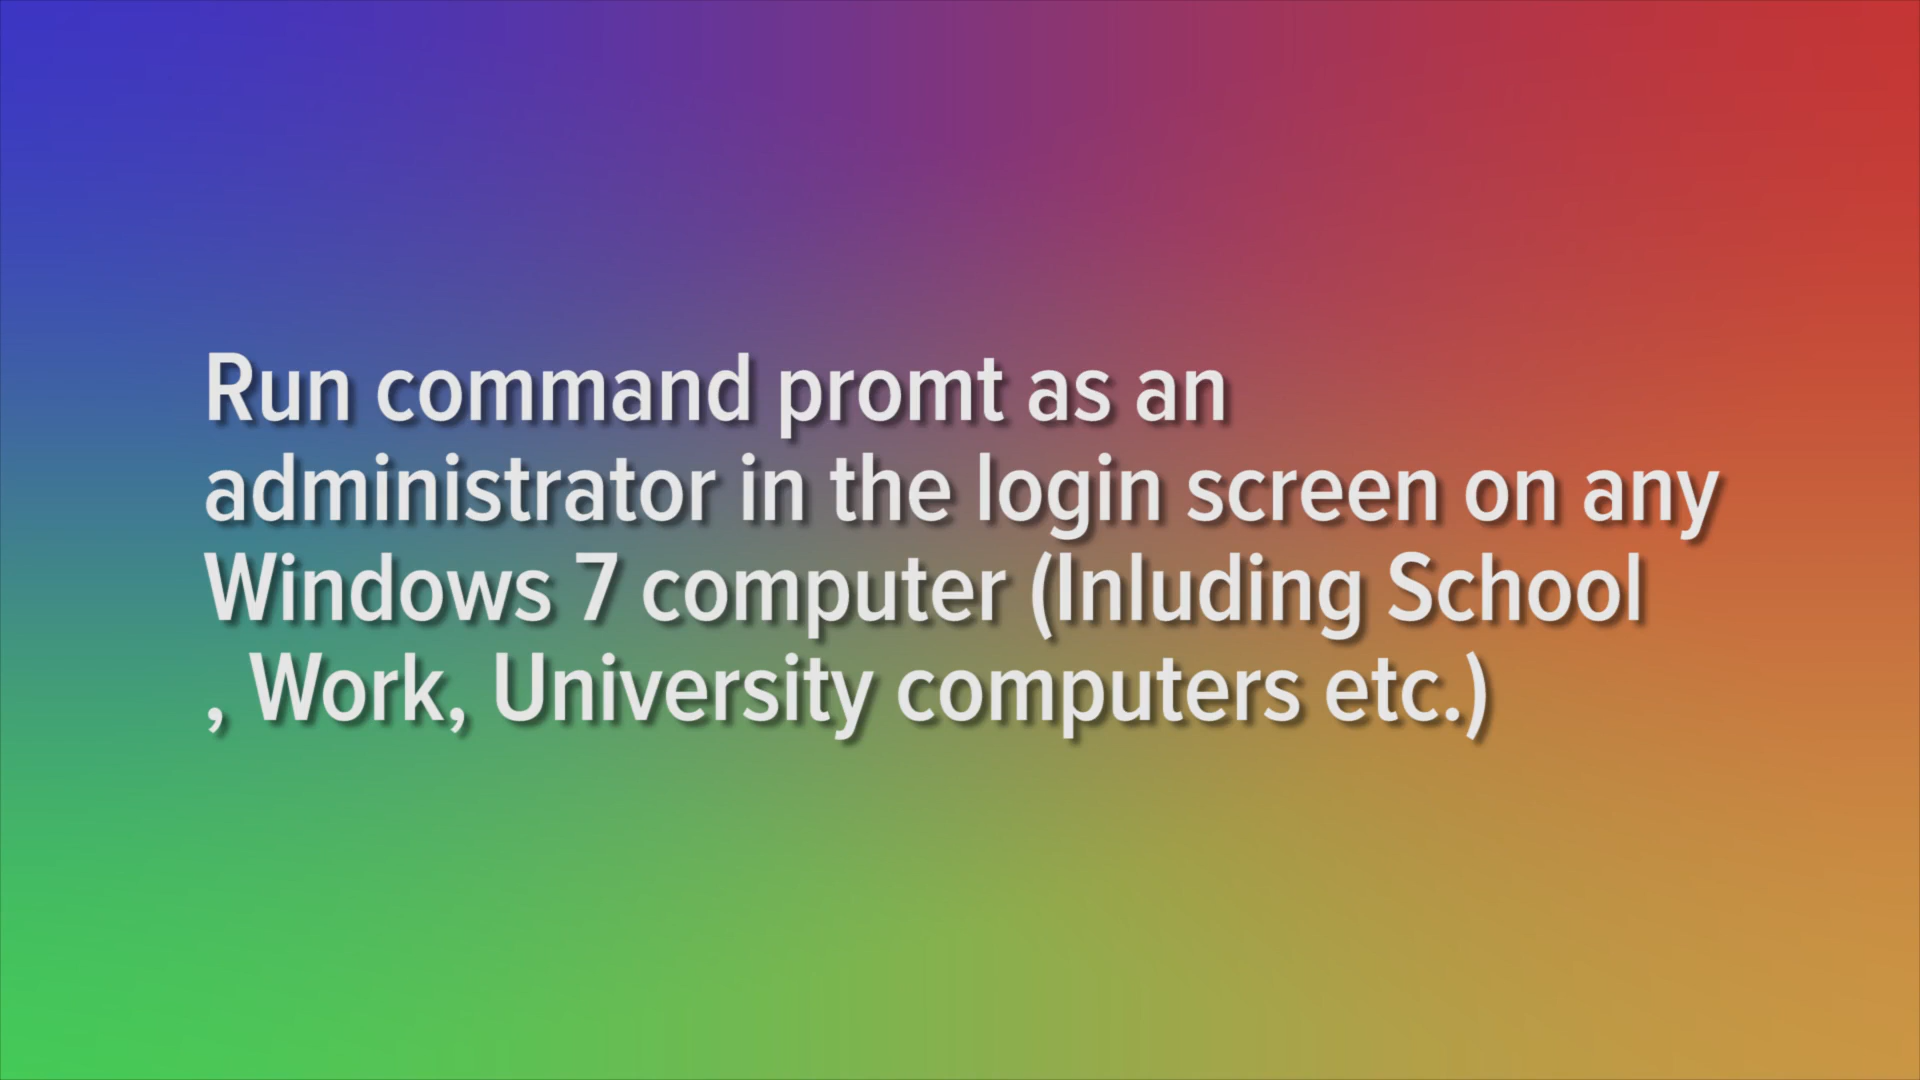 Run command promt as an
administrator in the login screen on any
Windows 7 computer (Inluding School
, Work, University computers etc.)